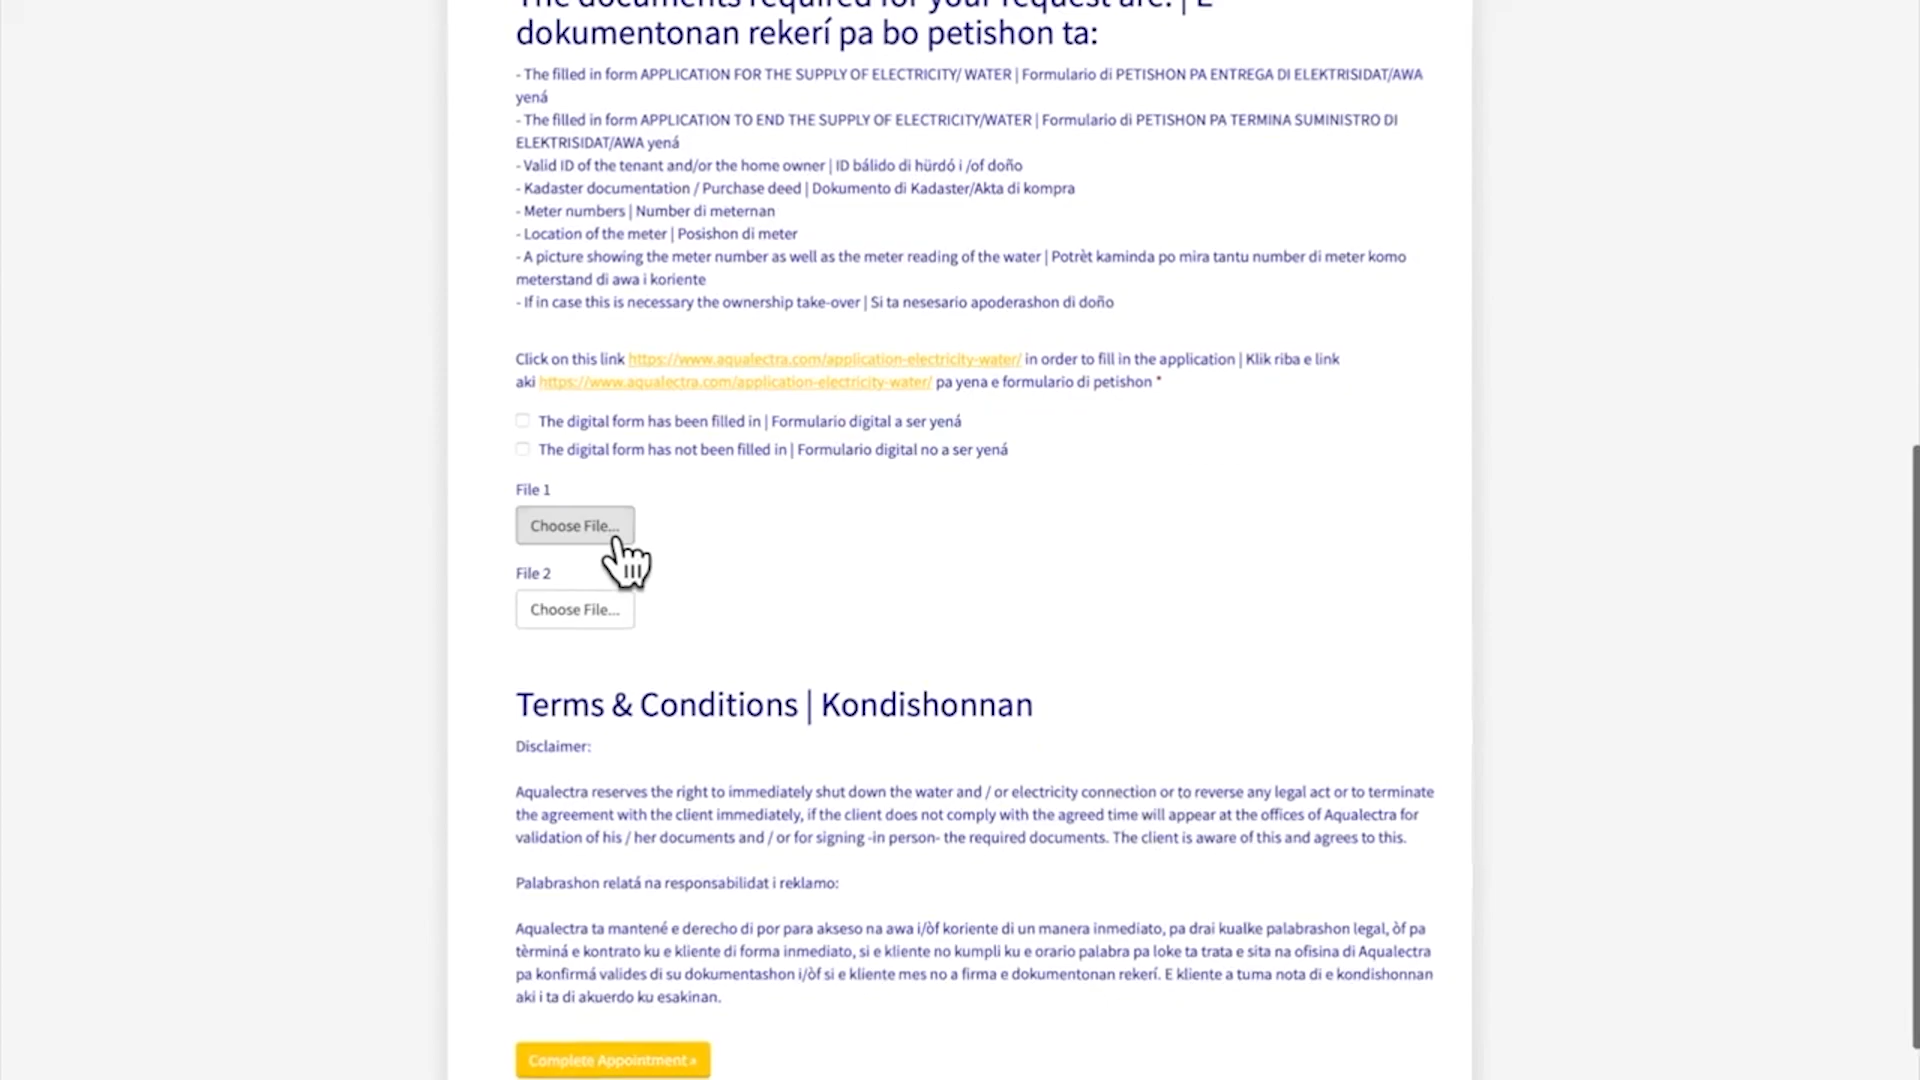 The documents required for your request are: | E
dokumentonan rekerí pa bo petishon ta:
- The filled in form APPLICATION FOR THE SUPPLY OF ELECTRICITY/ WATER | Formulario di PETISHON PA ENTREGA DI ELEKTRISIDAT/AWA
yená
- The filled in form APPLICATION TO END THE SUPPLY OF ELECTRICITY/WATER | Formulario di PETISHON PA TERMINA SUMINISTRO DI
ELEKTRISIDAT/AWA yená
- Valid ID of the tenant and/or the home owner | ID bálido di hürdó i /of doño
- Kadaster documentation / Purchase deed | Dokumento di Kadaster/Akta di kompra
- Meter numbers | Number di meternan
- Location of the meter | Posishon di meter
- A picture showing the meter number as well as the meter reading of the water | Potrèt kaminda po mira tantu number di meter komo
meterstand di awa i koriente
- If in case this is necessary the ownership take-over | Si ta nesesario apoderashon di doño
Click on this link https://www.aqualectra.com/application-electricity-water/ in order to fill in the application | Klik riba e link
aki https://www.aqualectra.com/application-electricity-water/ pa yena e formulario di petishon *
The digital form has been filled in | Formulario digital a ser yená
The digital form has not been filled in | Formulario digital no a ser yená
File 1
Choose File...
File 2
Choose File...
Terms & Conditions | Kondishonnan
Disclaimer:
Aqualectra reserves the right to immediately shut down the water and / or electricity connection or to reverse any legal act or to terminate
the agreement with the client immediately, if the client does not comply with the agreed time will appear at the offices of Aqualectra for
validation of his / her documents and / or for signing -in person- the required documents. The client is aware of this and agrees to this.
Palabrashon relatá na responsabilidat i reklamo:
Aqualectra ta mantené e derecho di por para akseso na awa i/òf koriente di un manera inmediato, pa drai kualke palabrashon legal, òf pa
tèrminá e kontrato ku e kliente di forma inmediato, si e kliente no kumpli ku e orario palabra pa loke ta trata e sita na ofisina di Aqualectra
pa konfirmá valides di su dokumentashon i/òf si e kliente mes no a firma e dokumentonan rekerí. E kliente a tuma nota di e kondishonnan
aki i ta di akuerdo ku esakinan.
Complete Appointment »